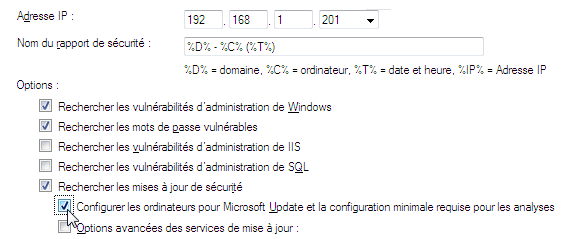 Adresse IP : 192 . 168 . 1 . 201
Nom du rapport de sécurité : %D% - %C% (%T%)
%D% = domaine, %C% = ordinateur, %T% = date et heure, %IP% = Adresse IP
Options :
Rechercher les vulnérabilités d'administration de Windows
Rechercher les mots de passe vulnérables
Rechercher les vulnérabilités d'administration de IIS
Rechercher les vulnérabilités d'administration de SQL
Rechercher les mises à jour de sécurité
Configurer les ordinateurs pour Microsoft Update et la configuration minimale requise pour les analyses
Options avancées des services de mise à jour :